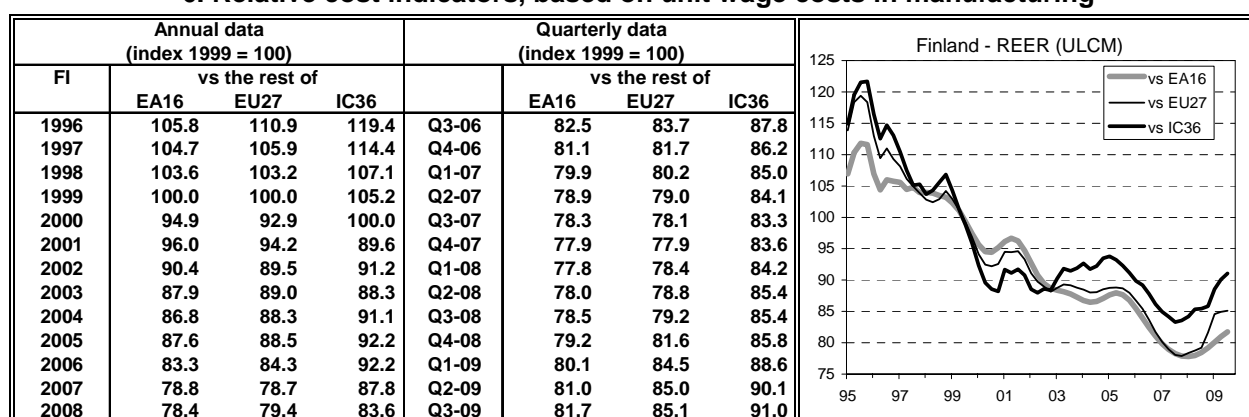 Relative cost indicators, based on unit wage costs in manufacturing
Annual data Quarterly data
(index 1999 = 100) (index 1999 = 100)
FI vs the rest of vs the rest of
EA16 EU27 IC36 EA16 EU27 IC36
1996 105.8 110.9 119.4 Q3-06 82.5 83.7 87.8
1997 104.7 105.9 114.4 Q4-06 81.1 81.7 86.2
1998 103.6 103.2 107.1 Q1-07 79.9 80.2 85.0
1999 100.0 100.0 105.2 Q2-07 78.9 79.0 84.1
2000 94.9 92.9 100.0 Q3-07 78.3 78.1 83.3
2001 96.0 94.2 89.6 Q4-07 77.9 77.9 83.6
2002 90.4 89.5 91.2 Q1-08 77.8 78.4 84.2
2003 87.9 89.0 88.3 Q2-08 78.0 78.8 85.4
2004 86.8 88.3 91.1 Q3-08 78.5 79.2 85.4
2005 87.6 88.5 92.2 Q4-08 79.2 81.6 85.8
2006 83.3 84.3 92.2 Q1-09 80.1 84.5 88.6
2007 78.8 78.7 87.8 Q2-09 81.0 85.0 90.1
2008 78.4 79.4 83.6 Q3-09 81.7 85.1 91.0
Finland - REER (ULCM)
125
120
115
110
105
100
95
90
85
80
75
95 97 99 01 03 05 07 09
vs EA16
vs EU27
vs IC36